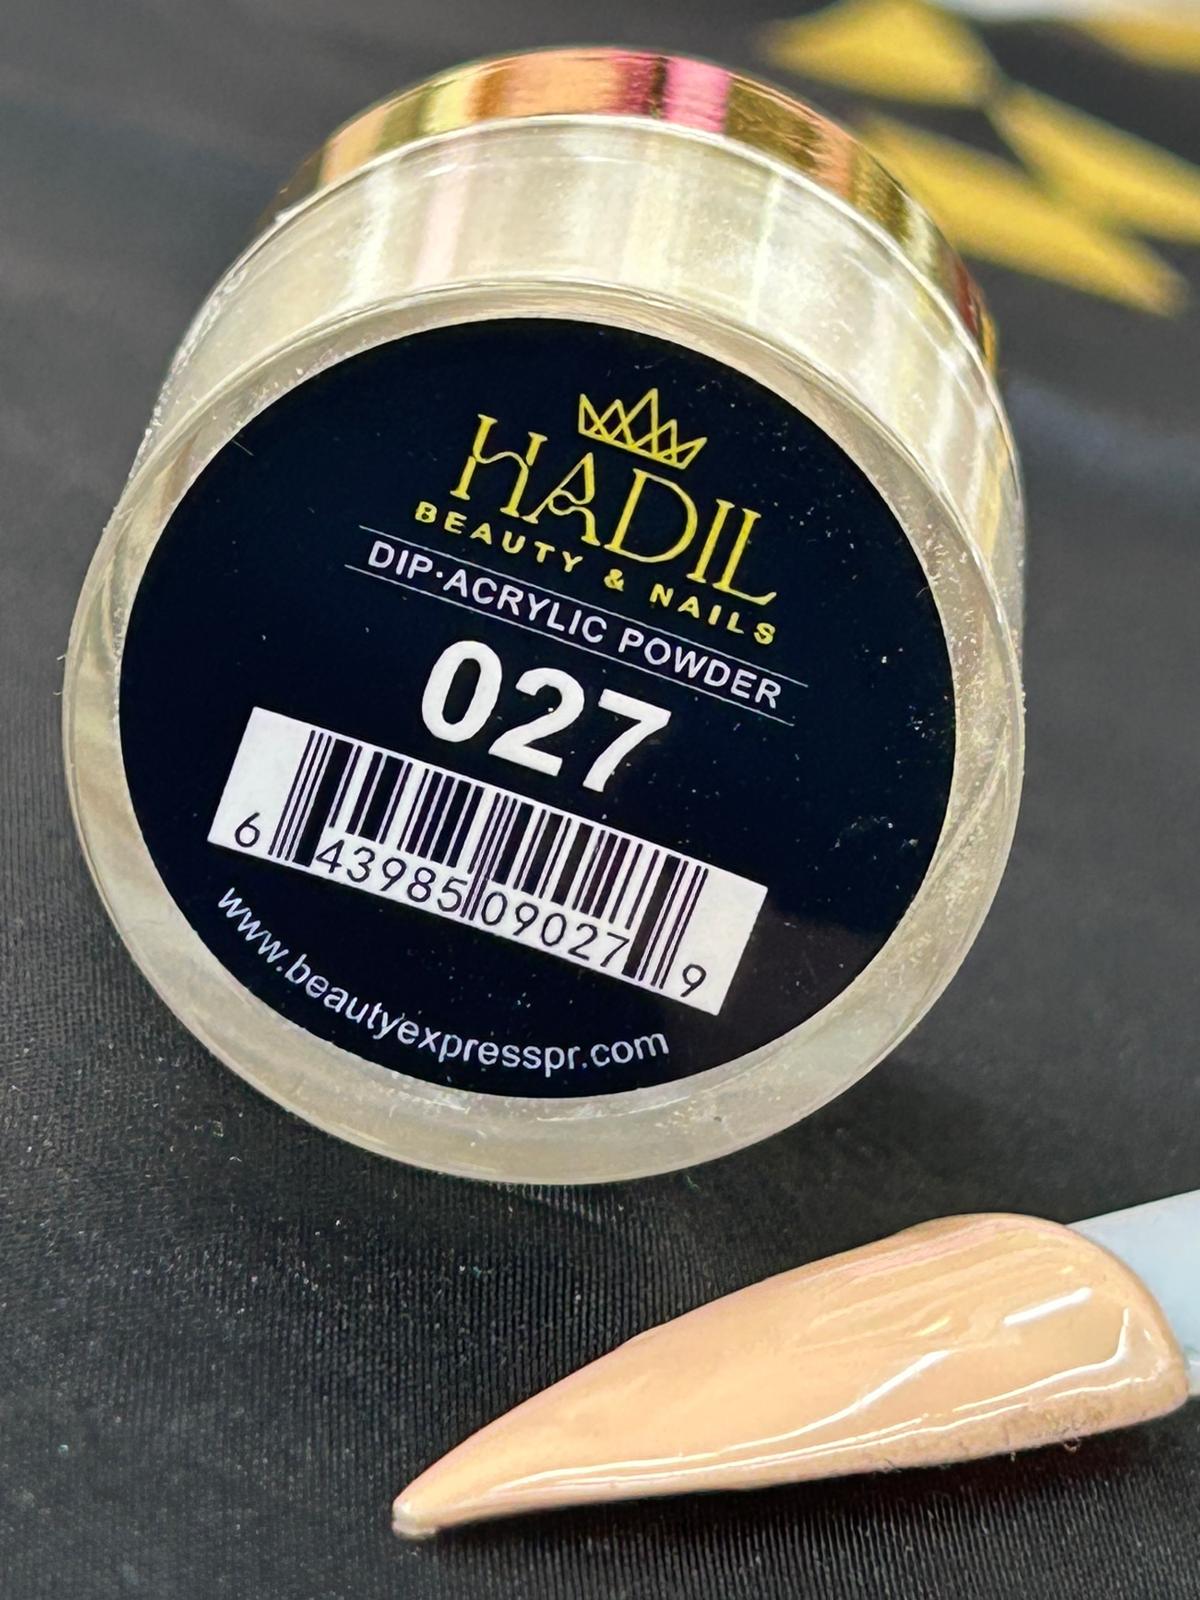 HADIL
BEAUTY & NAILS
DIP·ACRYLIC POWDER
027
6 43985 09027 9
www.beautyexpresspr.com